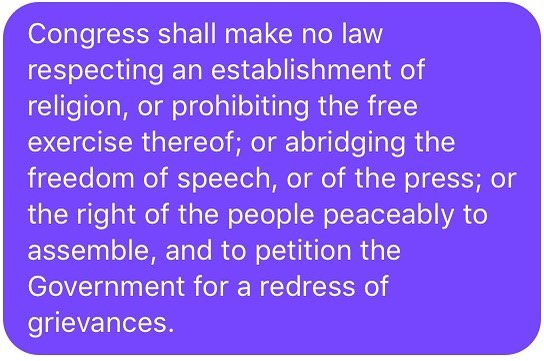 Congress shall make no law
respecting an establishment of
religion, or prohibiting the free
exercise thereof; or abridging the
freedom of speech, or of the press; or
the right of the people peaceably to
assemble, and to petition the
Government for a redress of
grievances.